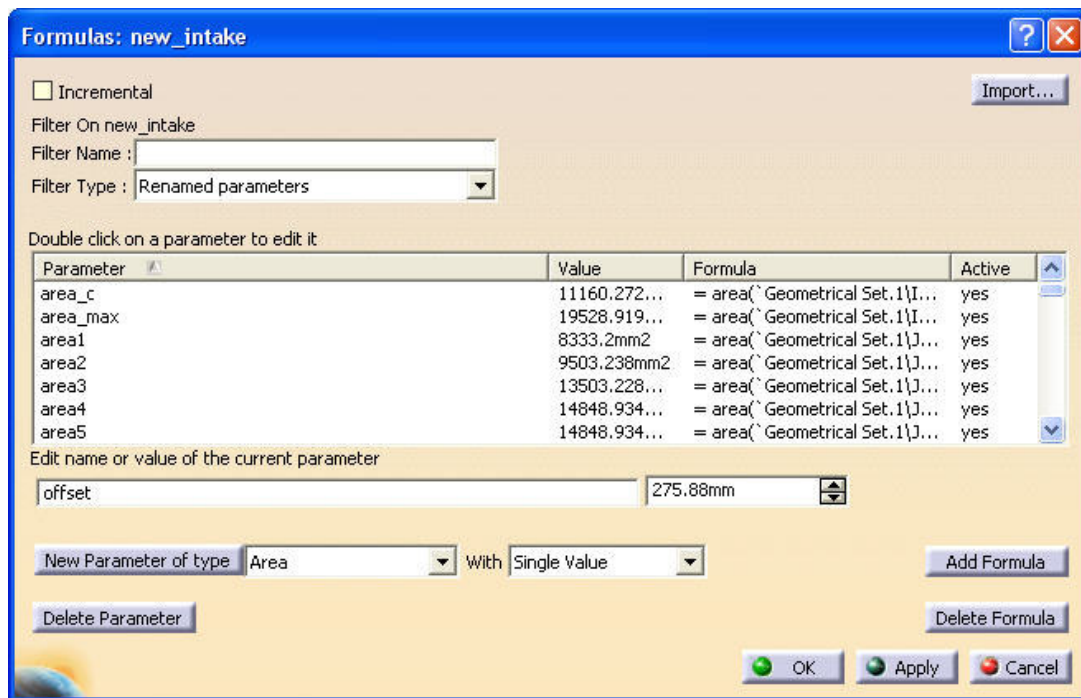 Formulas: new_intake
Incremental
Import...
Filter On new_intake
Filter Name :
Filter Type : Renamed parameters
Double click on a parameter to edit it
Parameter Value Formula Active
area_c 11160.272... = area(`Geometrical Set.1\I... yes
area_max 19528.919... = area(`Geometrical Set.1\I... yes
area1 8333.2mm2 = area(`Geometrical Set.1\J... yes
area2 9503.238mm2 = area(`Geometrical Set.1\J... yes
area3 13503.228... = area(`Geometrical Set.1\J... yes
area4 14848.934... = area(`Geometrical Set.1\J... yes
area5 14848.934... = area(`Geometrical Set.1\J... yes
Edit name or value of the current parameter
offset 275.88mm
New Parameter of type Area With Single Value Add Formula
Delete Parameter Delete Formula
OK Apply Cancel